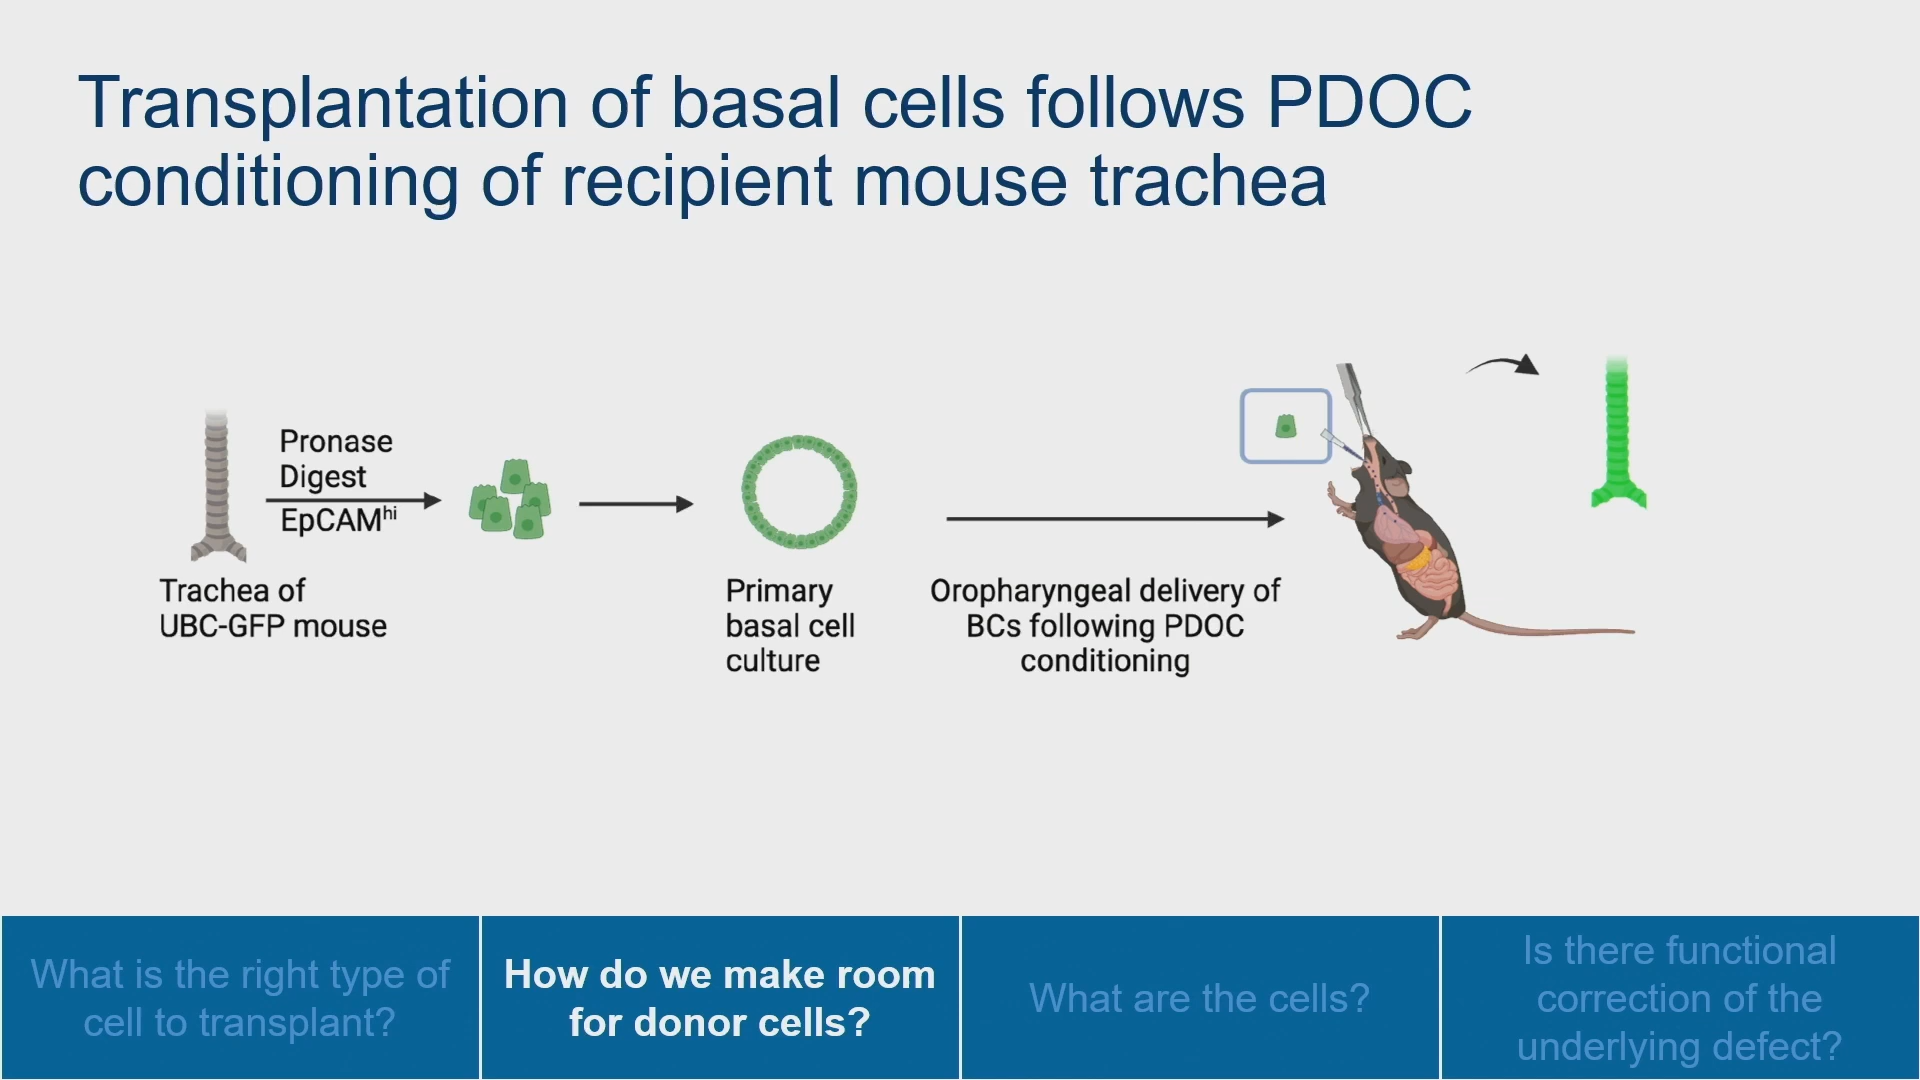 Transplantation of basal cells follows PDOC
conditioning of recipient mouse trachea
Pronase
Digest
EpCAMhi
Trachea of
UBC-GFP mouse
Primary
basal cell
culture
Oropharyngeal delivery of
BCs following PDOC
conditioning
What is the right type of
cell to transplant?
How do we make room
for donor cells?
What are the cells?
Is there functional
correction of the
underlying defect?